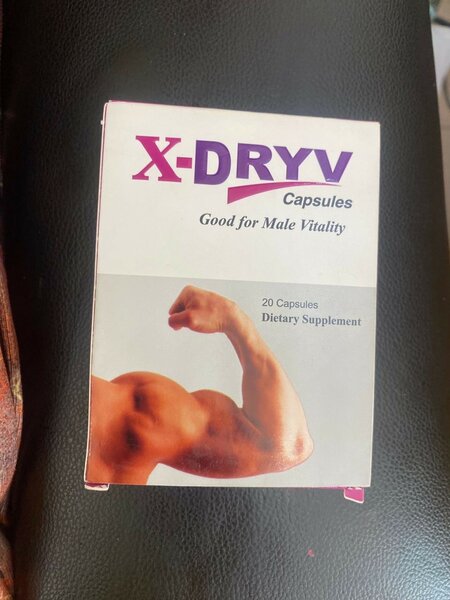 X-DRYV
Capsules
Good for Male Vitality
20 Capsules
Dietary Supplement